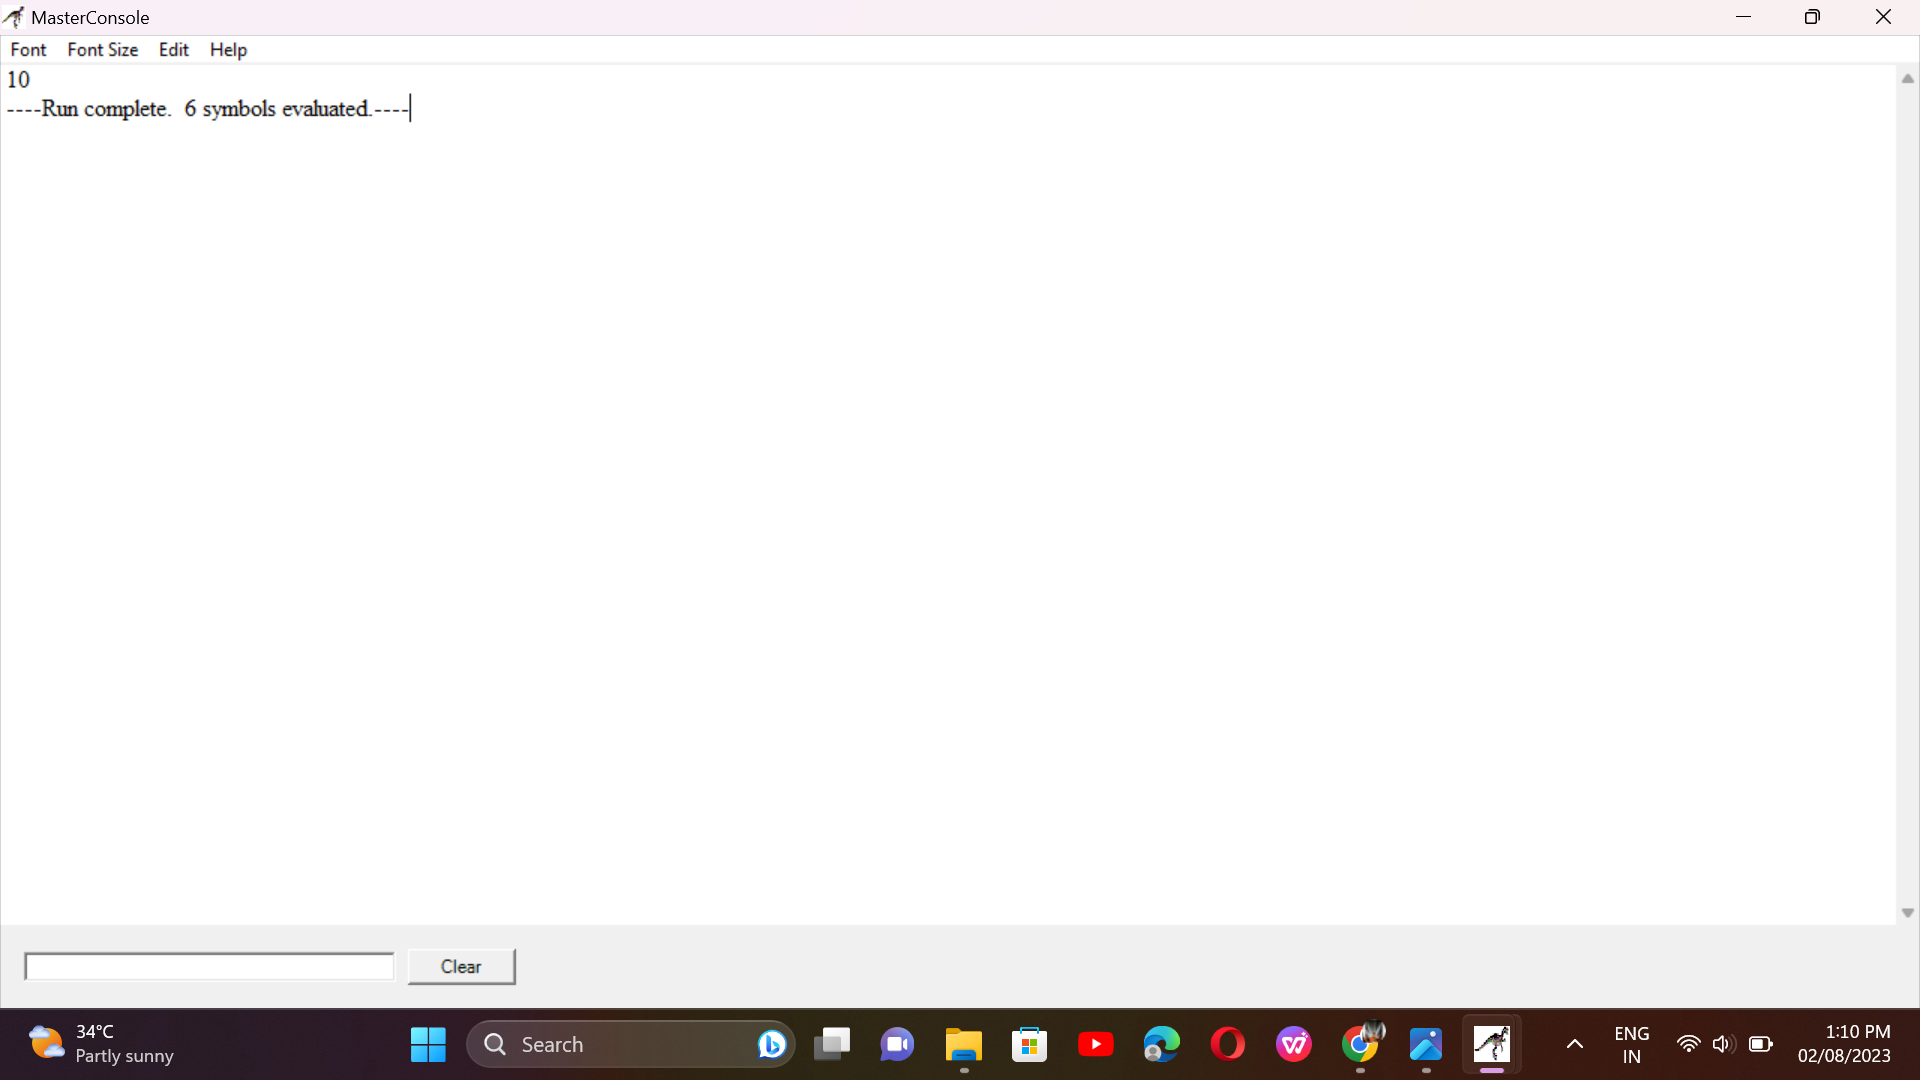 MasterConsole
Font Font Size Edit Help
10
----Run complete.  6 symbols evaluated.----
Clear
34°C
Partly sunny
Search
ENG
IN
1:10 PM
02/08/2023